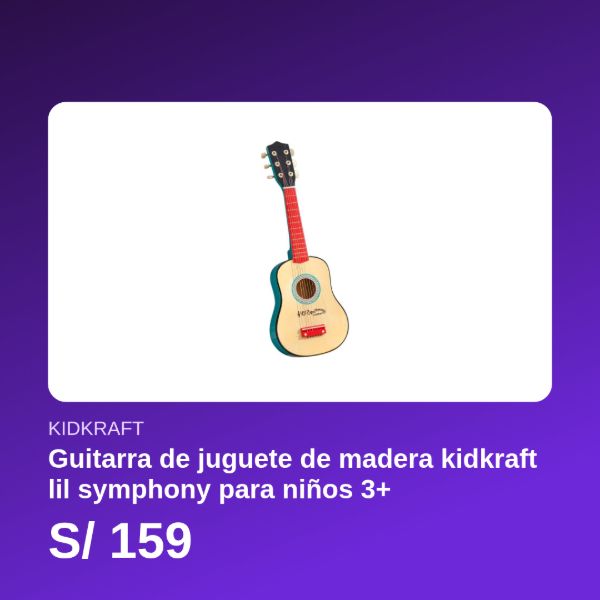 KIDKRAFT
Guitarra de juguete de madera kidkraft
lil symphony para niños 3+
S/ 159